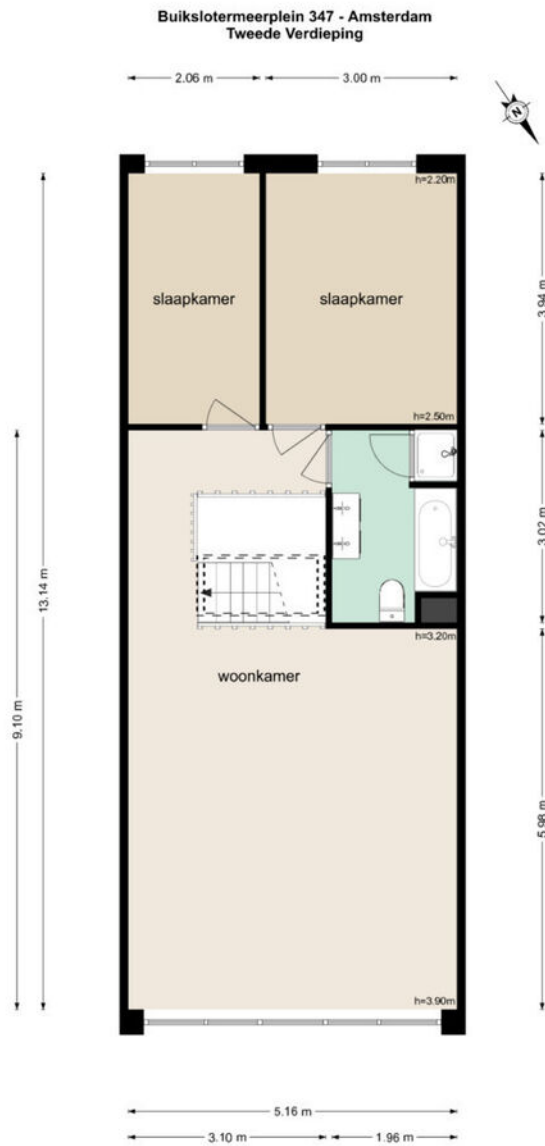 Buikslotermeerplein 347 - Amsterdam
Tweede Verdieping
2.06 m
3.00 m
N
h=2.20m
slaapkamer
slaapkamer
3.94 m
h=2.50m
3.02 m
13.14 m
9.10 m
h=3.20m
woonkamer
5.98 m
h=3.90m
5.16 m
3.10 m
1.96 m